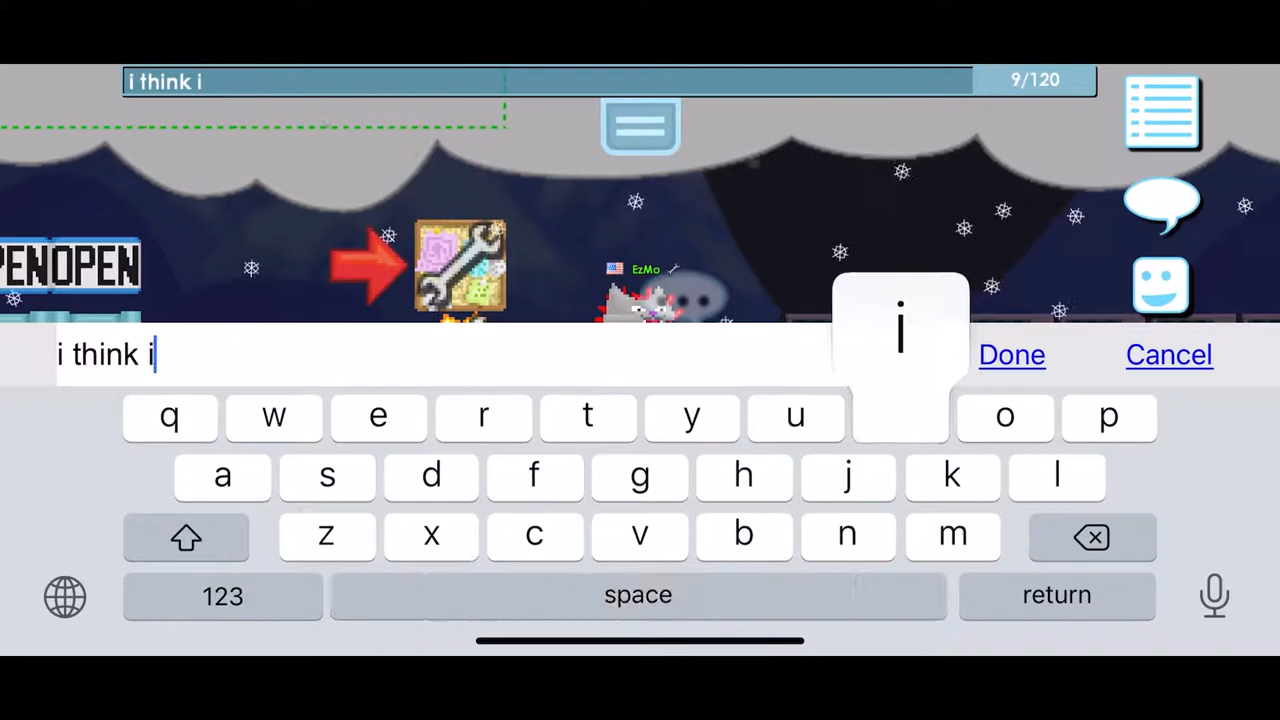 i think i
9/120
PENOPEN
EzMo
i think i
i
Done
Cancel
q w e r t y u o p
a s d f g h j k l
z x c v b n m
123
space
return